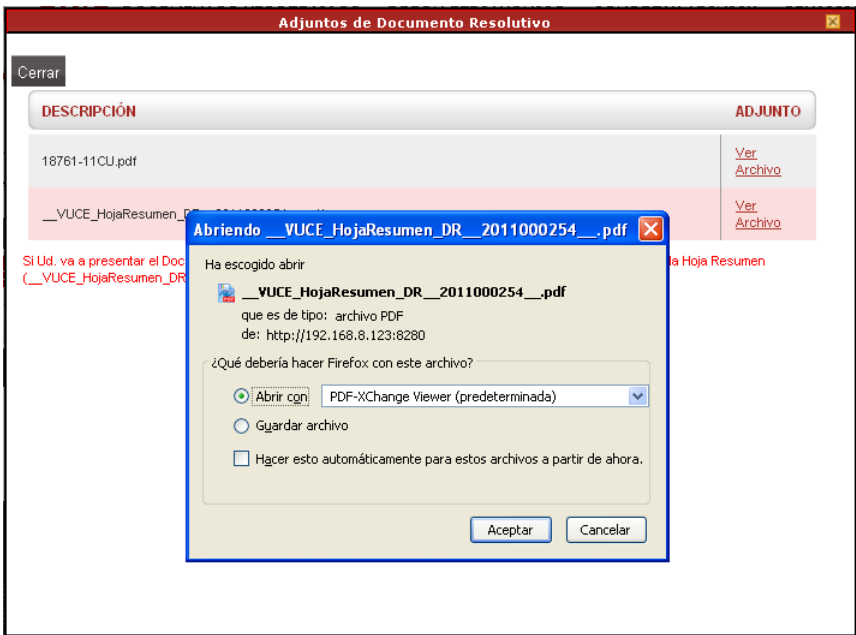 Adjuntos de Documento Resolutivo
Cerrar
DESCRIPCIÓN ADJUNTO
18761-11CU.pdf Ver
Archivo
__VUCE_HojaResumen_ Ver
Archivo
Si Ud. va a presentar el Doc la Hoja Resumen
(__VUCE_HojaResumen_DR
Abriendo __VUCE_HojaResumen_DR__2011000254__.pdf
Ha escogido abrir
__VUCE_HojaResumen_DR__2011000254__.pdf
que es de tipo: archivo PDF
de: http://192.168.8.123:8280
¿Qué debería hacer Firefox con este archivo?
Abrir con PDF-XChange Viewer (predeterminada)
Guardar archivo
Hacer esto automáticamente para estos archivos a partir de ahora.
Aceptar Cancelar